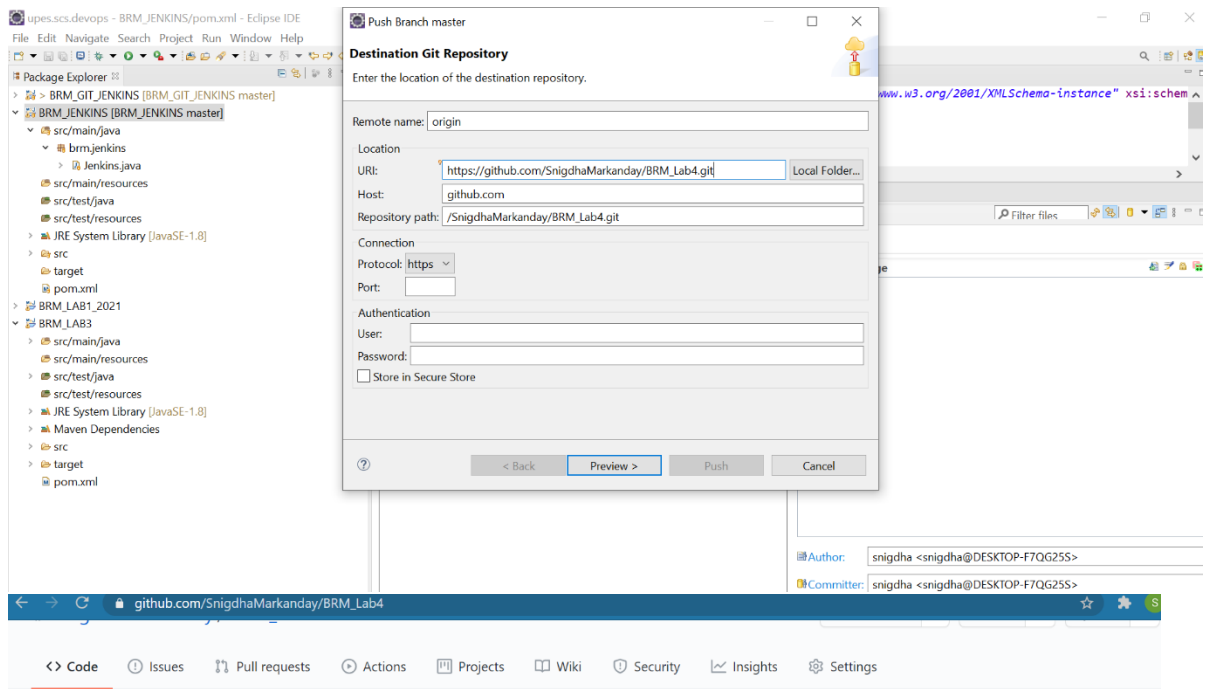 upes.scs.devops - BRM_JENKINS/pom.xml - Eclipse IDE
File Edit Navigate Search Project Run Window Help
Package Explorer
> BRM_GIT_JENKINS [BRM_GIT_JENKINS master]
BRM_JENKINS [BRM_JENKINS master]
src/main/java
brm.jenkins
Jenkins.java
src/main/resources
src/test/java
src/test/resources
JRE System Library [JavaSE-1.8]
src
target
pom.xml
BRM_LAB1_2021
BRM_LAB3
src/main/java
src/main/resources
src/test/java
src/test/resources
JRE System Library [JavaSE-1.8]
Maven Dependencies
src
target
pom.xml
Push Branch master
Destination Git Repository
Enter the location of the destination repository.
Remote name: origin
Location
URI: https://github.com/SnigdhaMarkanday/BRM_Lab4.git Local Folder...
Host: github.com
Repository path: /SnigdhaMarkanday/BRM_Lab4.git
Connection
Protocol: https
Port:
Authentication
User:
Password:
Store in Secure Store
< Back Preview > Push Cancel
www.w3.org/2001/XMLSchema-instance" xsi:schem
Filter files
Author: snigdha <snigdha@DESKTOP-F7QG25S>
Committer: snigdha <snigdha@DESKTOP-F7QG25S>
github.com/SnigdhaMarkanday/BRM_Lab4 S
<> Code Issues Pull requests Actions Projects Wiki Security Insights Settings